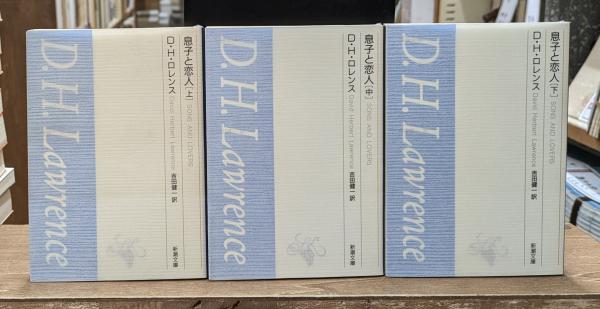 D.H.Lawrence
息子と恋人［上］ SONS AND LOVERS
D・H・ロレンス David Herbert Lawrence 吉田健一 訳
新潮文庫
D.H.Lawrence
息子と恋人［中］ SONS AND LOVERS
D・H・ロレンス David Herbert Lawrence 吉田健一 訳
新潮文庫
D.H.Lawrence
息子と恋人［下］ SONS AND LOVERS
D・H・ロレンス David Herbert Lawrence 吉田健一 訳
新潮文庫